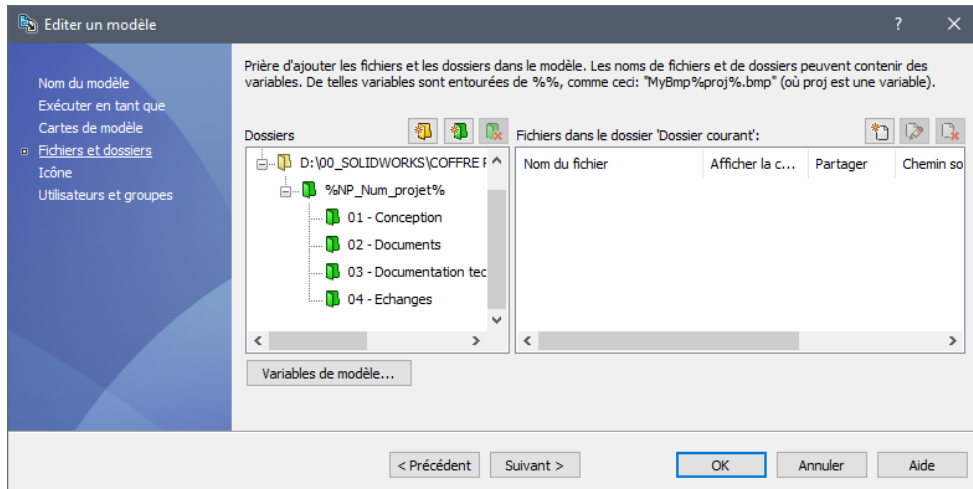 Editer un modèle
Nom du modèle
Exécuter en tant que
Cartes de modèle
Fichiers et dossiers
Icône
Utilisateurs et groupes
Prière d'ajouter les fichiers et les dossiers dans le modèle. Les noms de fichiers et de dossiers peuvent contenir des
variables. De telles variables sont entourées de %%, comme ceci: "MyBmp%proj%.bmp" (où proj est une variable).
Dossiers
D:\00_SOLIDWORKS\COFFRE
%NP_Num_projet%
01 - Conception
02 - Documents
03 - Documentation tec
04 - Echanges
Variables de modèle...
Fichiers dans le dossier 'Dossier courant':
Nom du fichier Afficher la c... Partager Chemin so
< Précédent Suivant > OK Annuler Aide